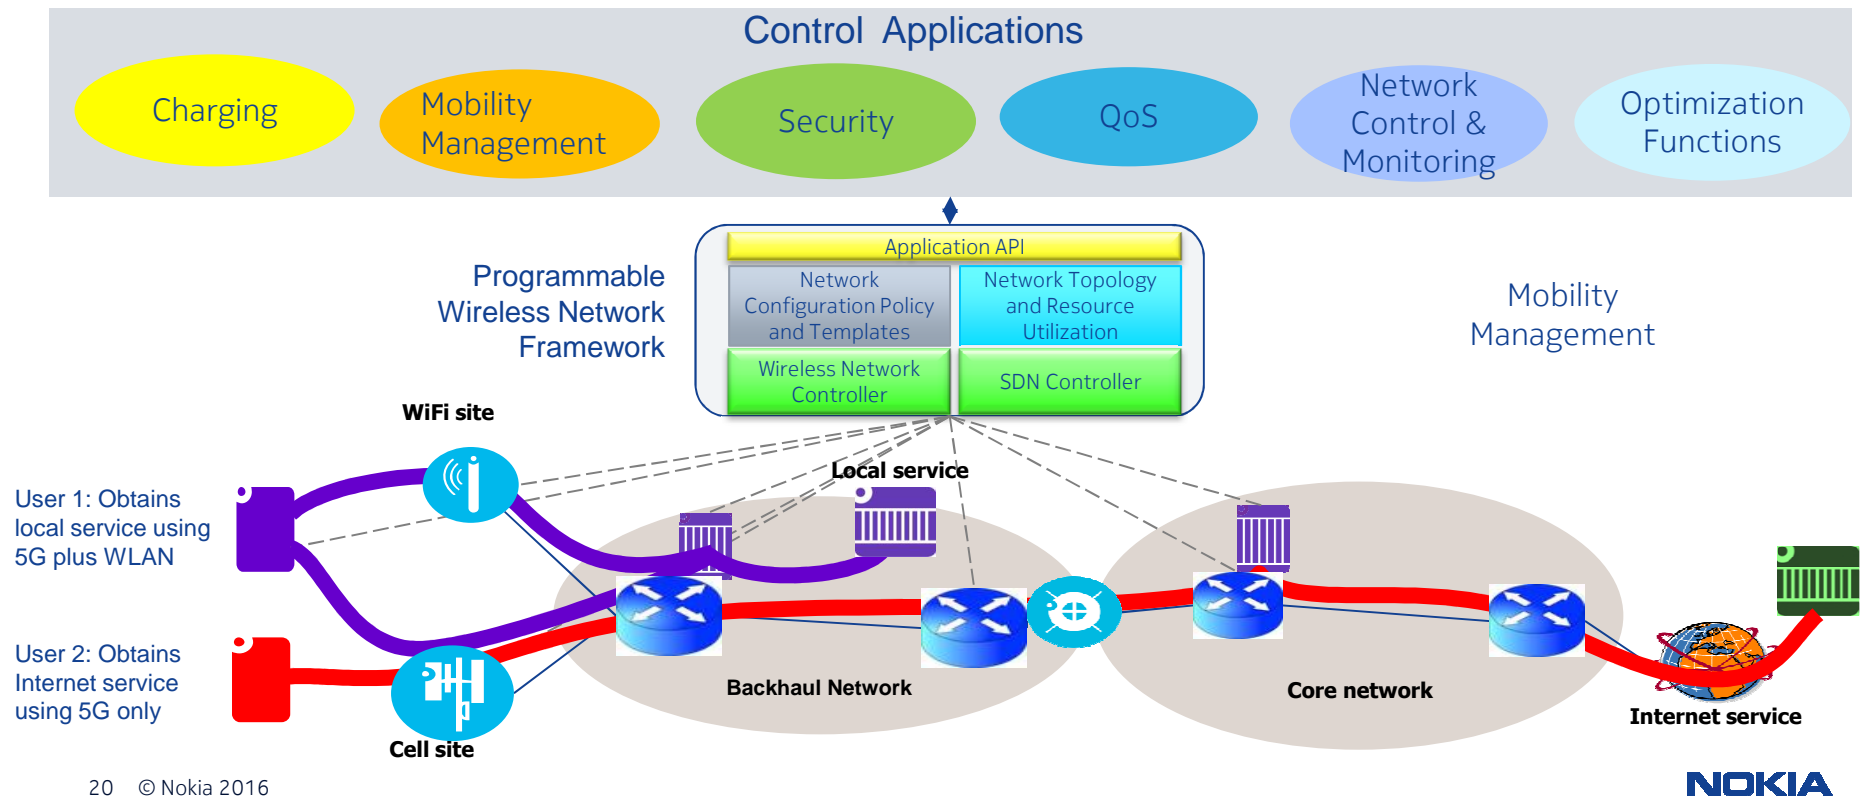 Control Applications
Charging
Mobility
Management
Security
QoS
Network
Control &
Monitoring
Optimization
Functions
Programmable
Wireless Network
Framework
Application API
Network
Configuration Policy
and Templates
Network Topology
and Resource
Utilization
Wireless Network
Controller
SDN Controller
Mobility
Management
WiFi site
Local service
User 1: Obtains
local service using
5G plus WLAN
User 2: Obtains
Internet service
using 5G only
Cell site
Backhaul Network
Core network
Internet service
20 © Nokia 2016
NOKIA